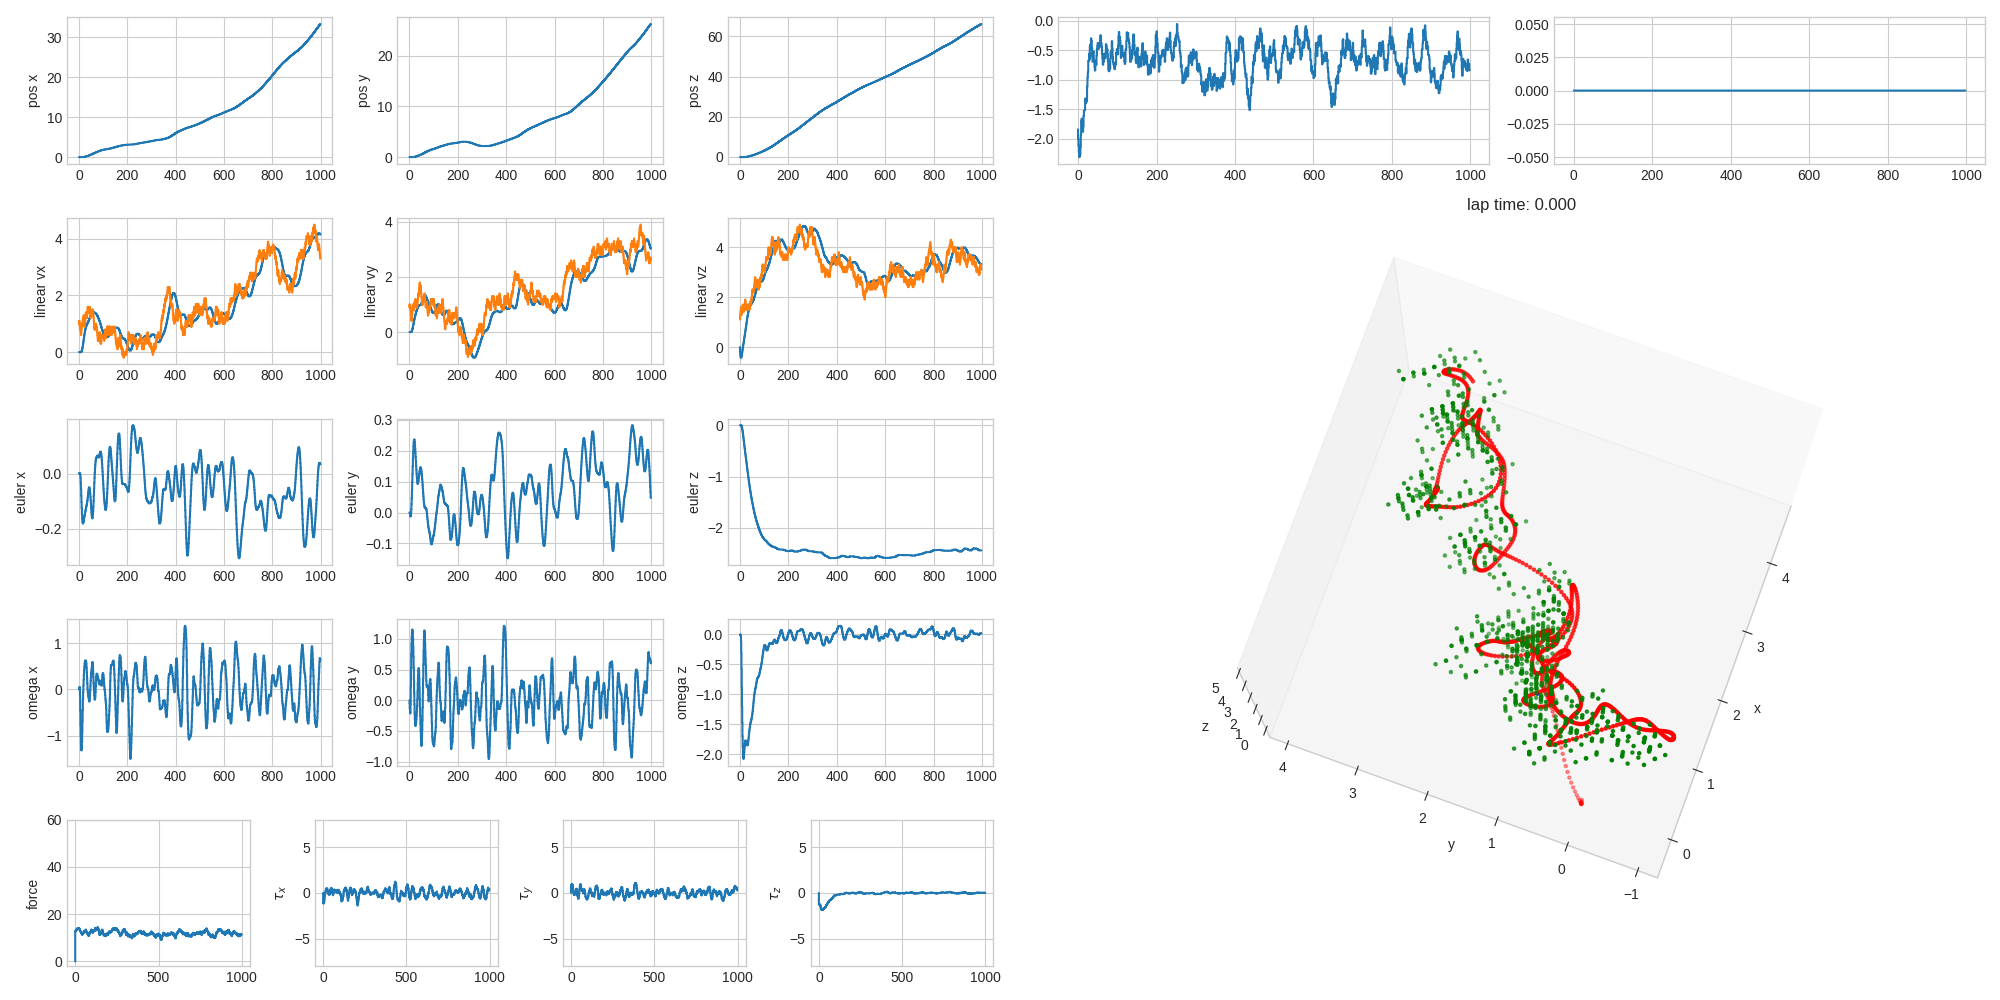 pos x
30
20
10
0
0 200 400 600 800 1000
pos y
20
10
0
0 200 400 600 800 1000
pos z
60
40
20
0
0 200 400 600 800 1000
0.0
−0.5
−1.0
−1.5
−2.0
0 200 400 600 800 1000
0.050
0.025
0.000
−0.025
−0.050
0 200 400 600 800 1000
linear vx
4
2
0
0 200 400 600 800 1000
linear vy
4
2
0
0 200 400 600 800 1000
linear vz
4
2
0
0 200 400 600 800 1000
lap time: 0.000
euler x
0.0
−0.2
0 200 400 600 800 1000
euler y
0.3
0.2
0.1
0.0
−0.1
0 200 400 600 800 1000
euler z
0
−1
−2
0 200 400 600 800 1000
omega x
1
0
−1
0 200 400 600 800 1000
omega y
1.0
0.5
0.0
−0.5
−1.0
0 200 400 600 800 1000
omega z
0.0
−0.5
−1.0
−1.5
−2.0
0 200 400 600 800 1000
force
60
40
20
0
0 500 1000
τx
5
0
−5
0 500 1000
τy
5
0
−5
0 500 1000
τz
5
0
−5
0 500 1000
z
5
4
3
2
1
0
y
4
3
2
1
0
−1
x
4
3
2
1
0